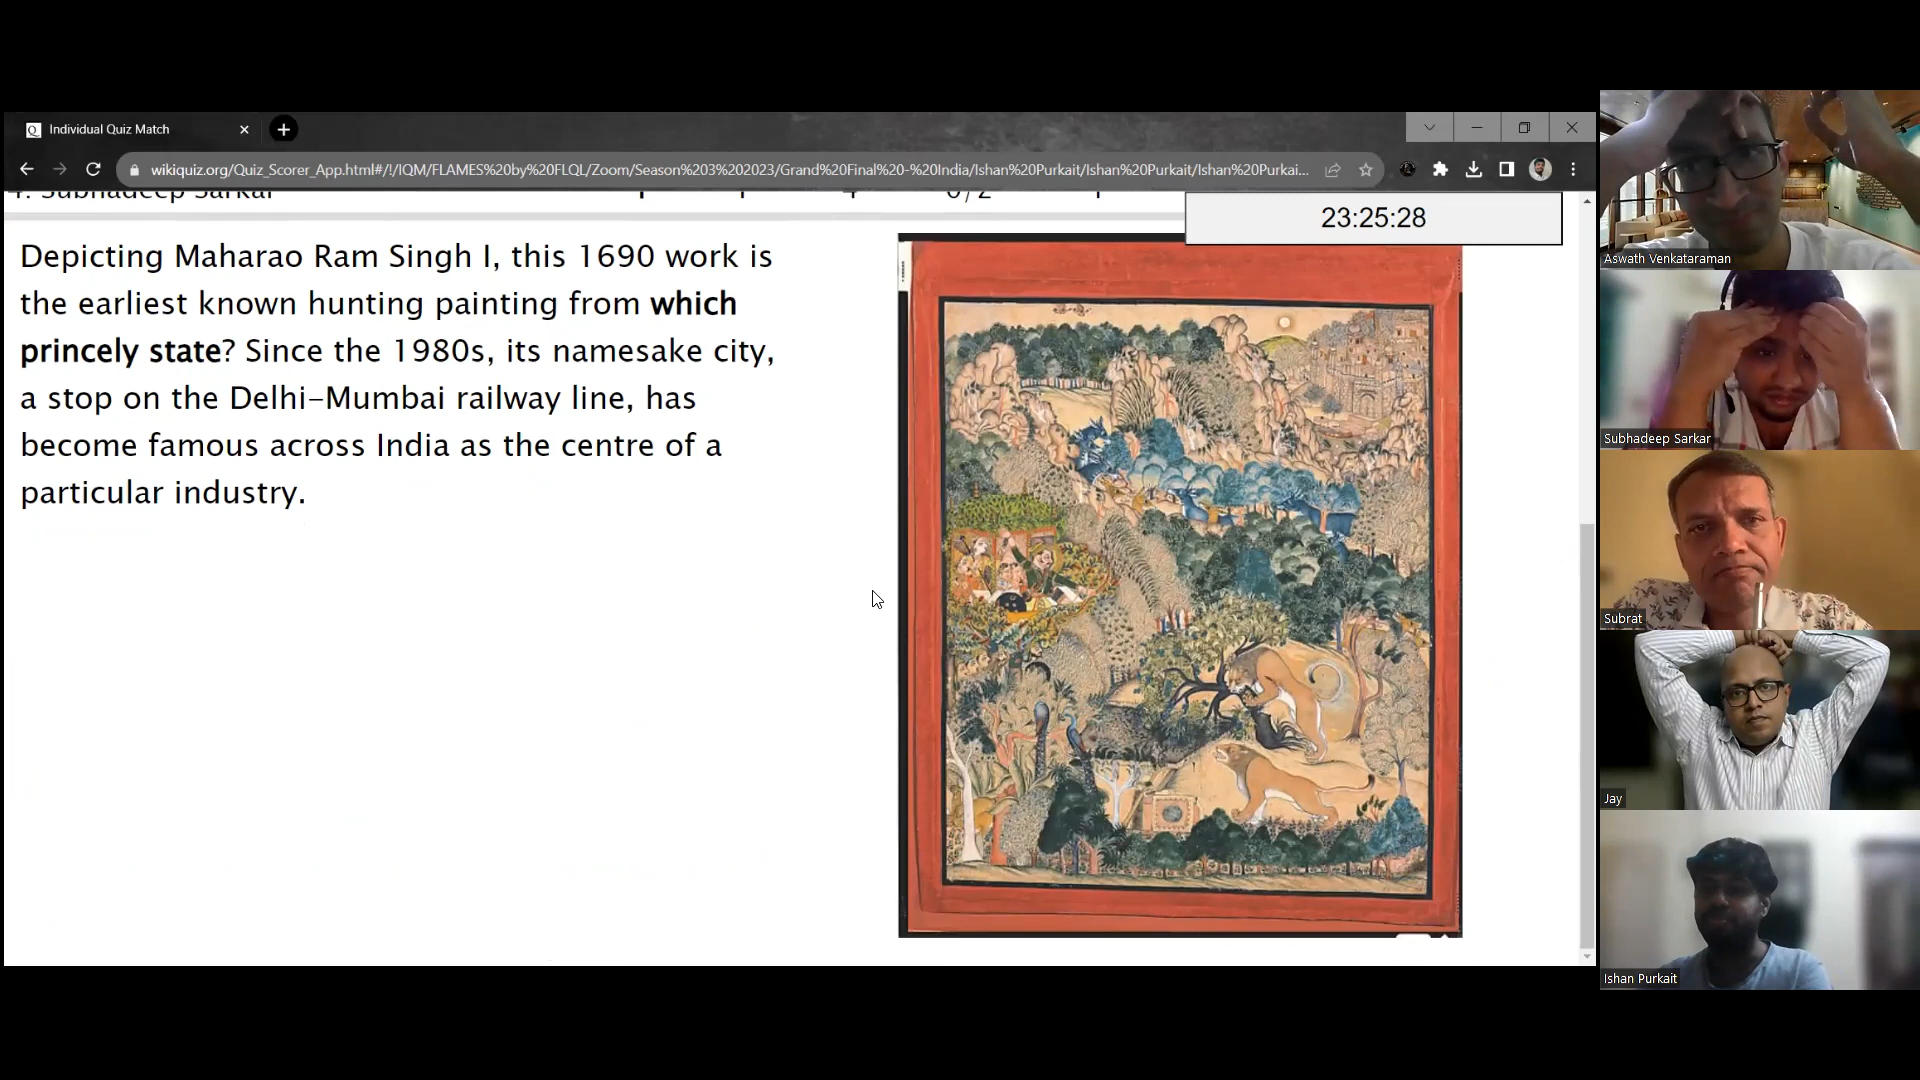 Individual Quiz Match
wikiquiz.org/Quiz_Scorer_App.html#/!/IQM/FLAMES%20by%20FLQL/Zoom/Season%203%202023/Grand%20Final%20-%20India/Ishan%20Purkait/Ishan%20Purkait/Ishan%20Purkai...
4. Subhadeep Sarkar
23:25:28
Depicting Maharao Ram Singh I, this 1690 work is
the earliest known hunting painting from which
princely state? Since the 1980s, its namesake city,
a stop on the Delhi-Mumbai railway line, has
become famous across India as the centre of a
particular industry.
Aswath Venkataraman
Subhadeep Sarkar
Subrat
Jay
Ishan Purkait